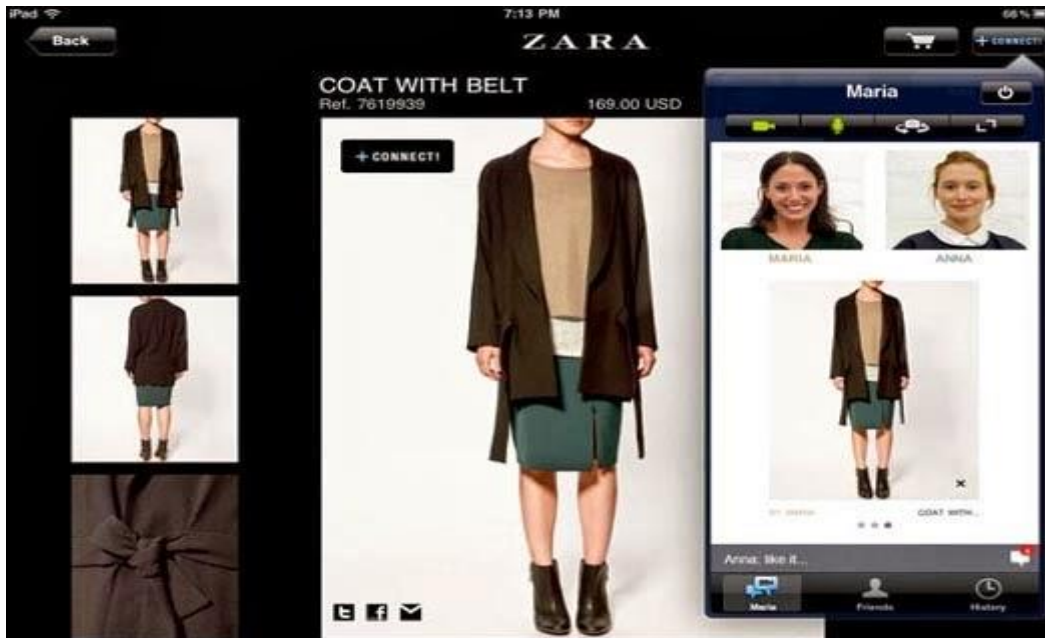 iPad 7:13 PM 66%
Back
ZARA
+ CONNECT!
COAT WITH BELT
Ref. 7619939 169.00 USD
+ CONNECT!
Maria
MARIA ANNA
COAT WITH...
Anna: like it...
Maria Friends History